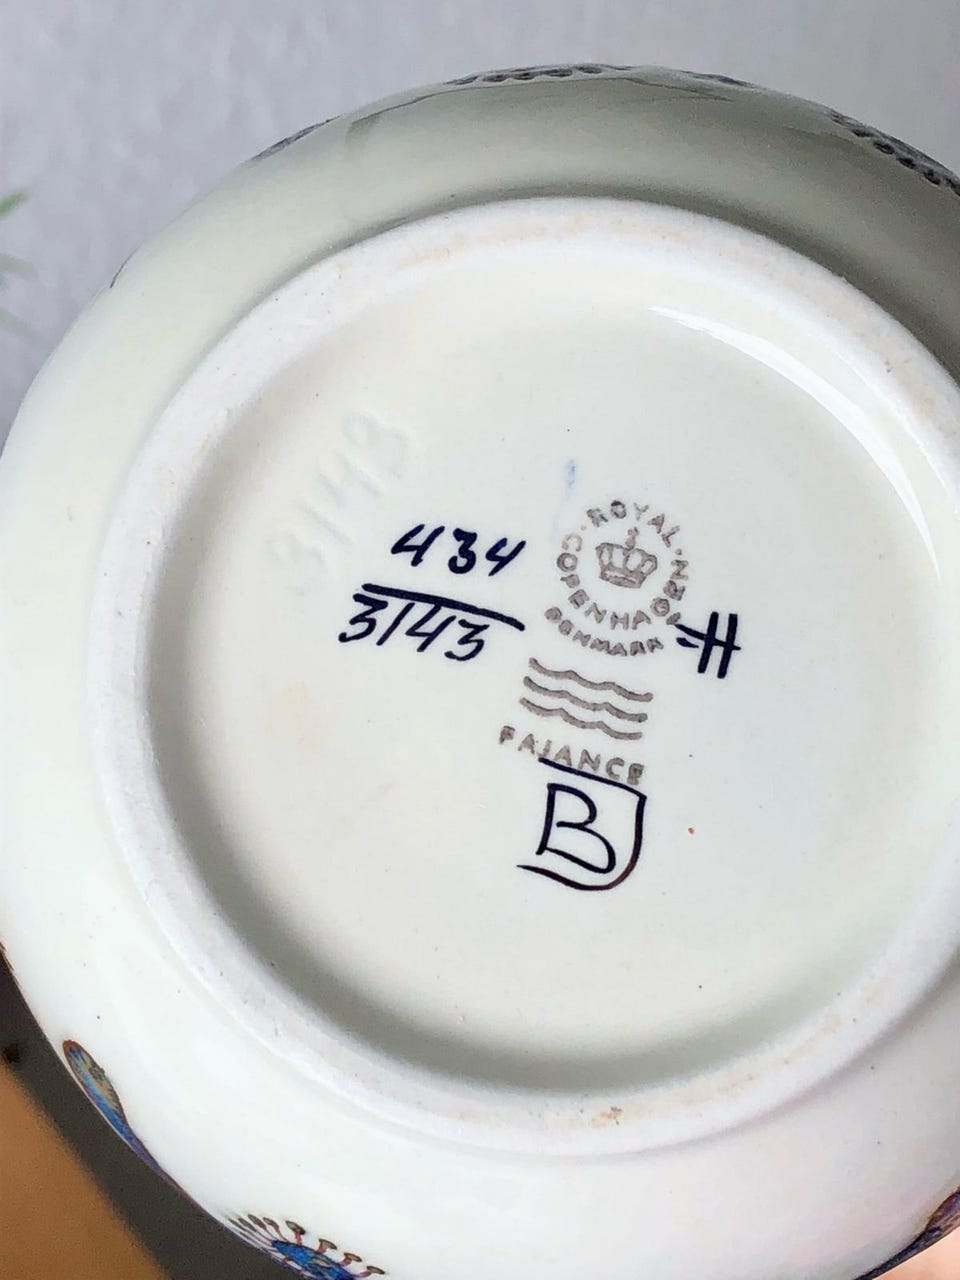 3143
434
3143
ROYAL
COPENHAGEN
DENMARK
H
FAJANCE
B